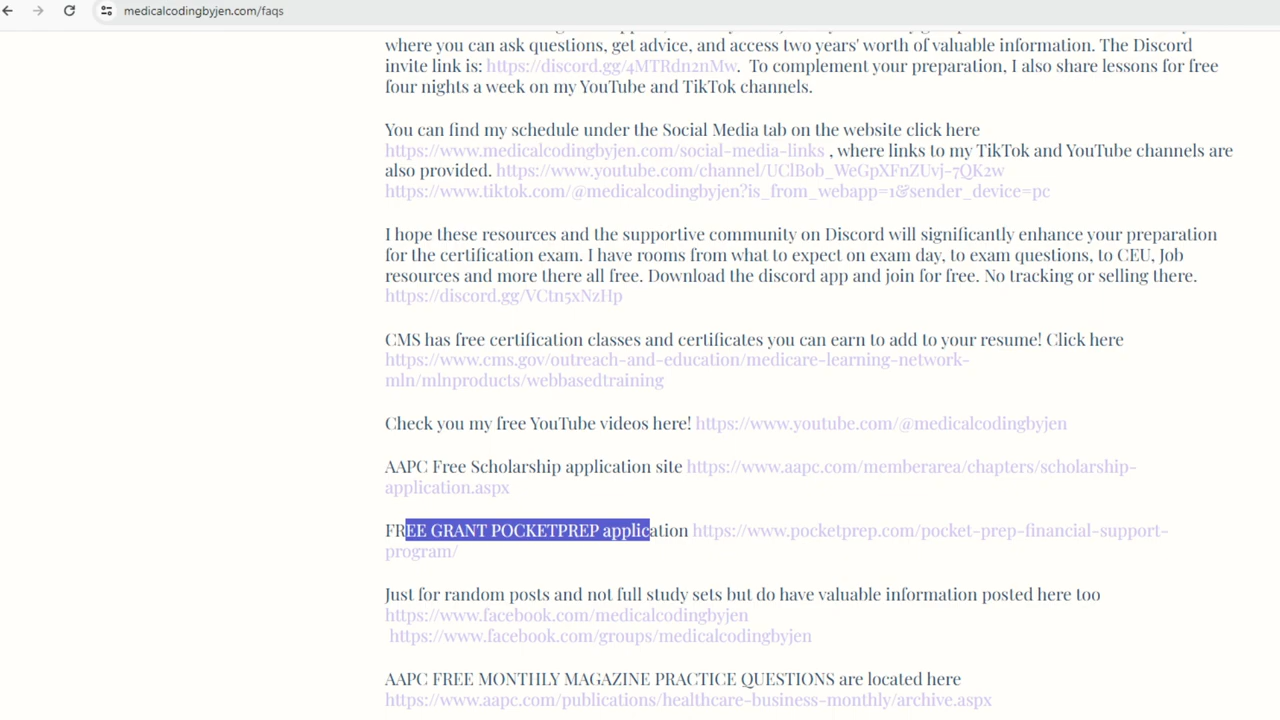 medicalcodingbyjen.com/faqs
where you can ask questions, get advice, and access two years' worth of valuable information. The Discord
invite link is: https://discord.gg/4MTRdn2nMw.  To complement your preparation, I also share lessons for free
four nights a week on my YouTube and TikTok channels.
You can find my schedule under the Social Media tab on the website click here
https://www.medicalcodingbyjen.com/social-media-links , where links to my TikTok and YouTube channels are
also provided. https://www.youtube.com/channel/UClBob_WeGpXFnZUvj-7QK2w
https://www.tiktok.com/@medicalcodingbyjen?is_from_webapp=1&sender_device=pc
I hope these resources and the supportive community on Discord will significantly enhance your preparation
for the certification exam. I have rooms from what to expect on exam day, to exam questions, to CEU, Job
resources and more there all free. Download the discord app and join for free. No tracking or selling there.
https://discord.gg/VCtn5xNzHp
CMS has free certification classes and certificates you can earn to add to your resume! Click here
https://www.cms.gov/outreach-and-education/medicare-learning-network-
mln/mlnproducts/webbasedtraining
Check you my free YouTube videos here! https://www.youtube.com/@medicalcodingbyjen
AAPC Free Scholarship application site https://www.aapc.com/memberarea/chapters/scholarship-
application.aspx
FREE GRANT POCKETPREP application https://www.pocketprep.com/pocket-prep-financial-support-
program/
Just for random posts and not full study sets but do have valuable information posted here too
https://www.facebook.com/medicalcodingbyjen
https://www.facebook.com/groups/medicalcodingbyjen
AAPC FREE MONTHLY MAGAZINE PRACTICE QUESTIONS are located here
https://www.aapc.com/publications/healthcare-business-monthly/archive.aspx